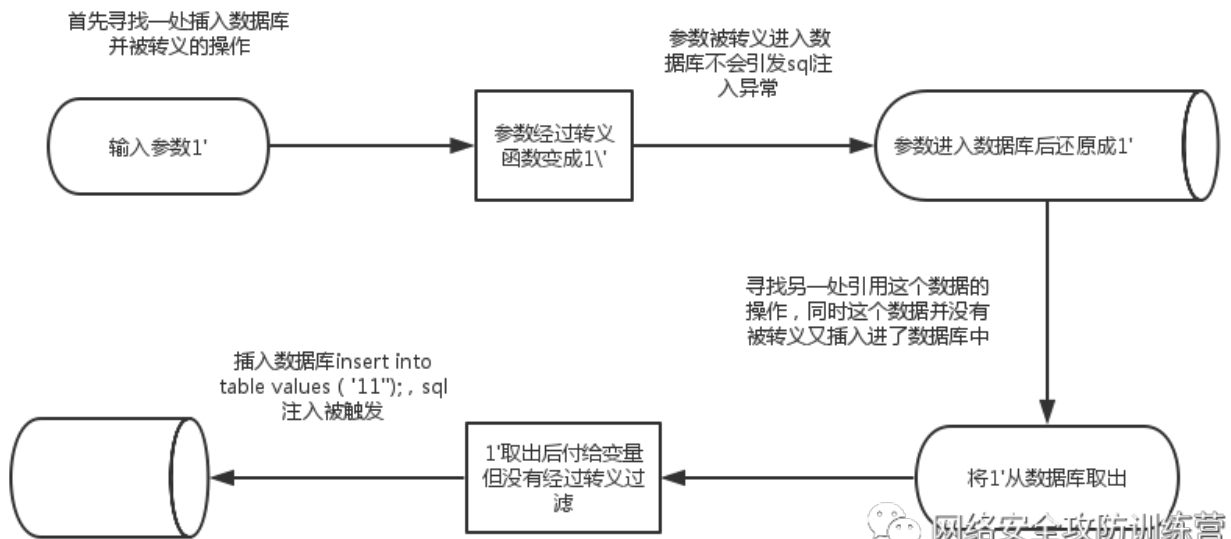 首先寻找一处插入数据库
并被转义的操作
参数被转义进入数
据库不会引发sql注
入异常
输入参数1'
参数经过转义
函数变成1\'
参数进入数据库后还原成1'
寻找另一处引用这个数据的
操作，同时这个数据并没有
被转义又插入进了数据库中
插入数据库insert into
table values ( '11''); , sql
注入被触发
1'取出后付给变量
但没有经过转义过
滤
将1'从数据库取出
网络安全攻防训练营